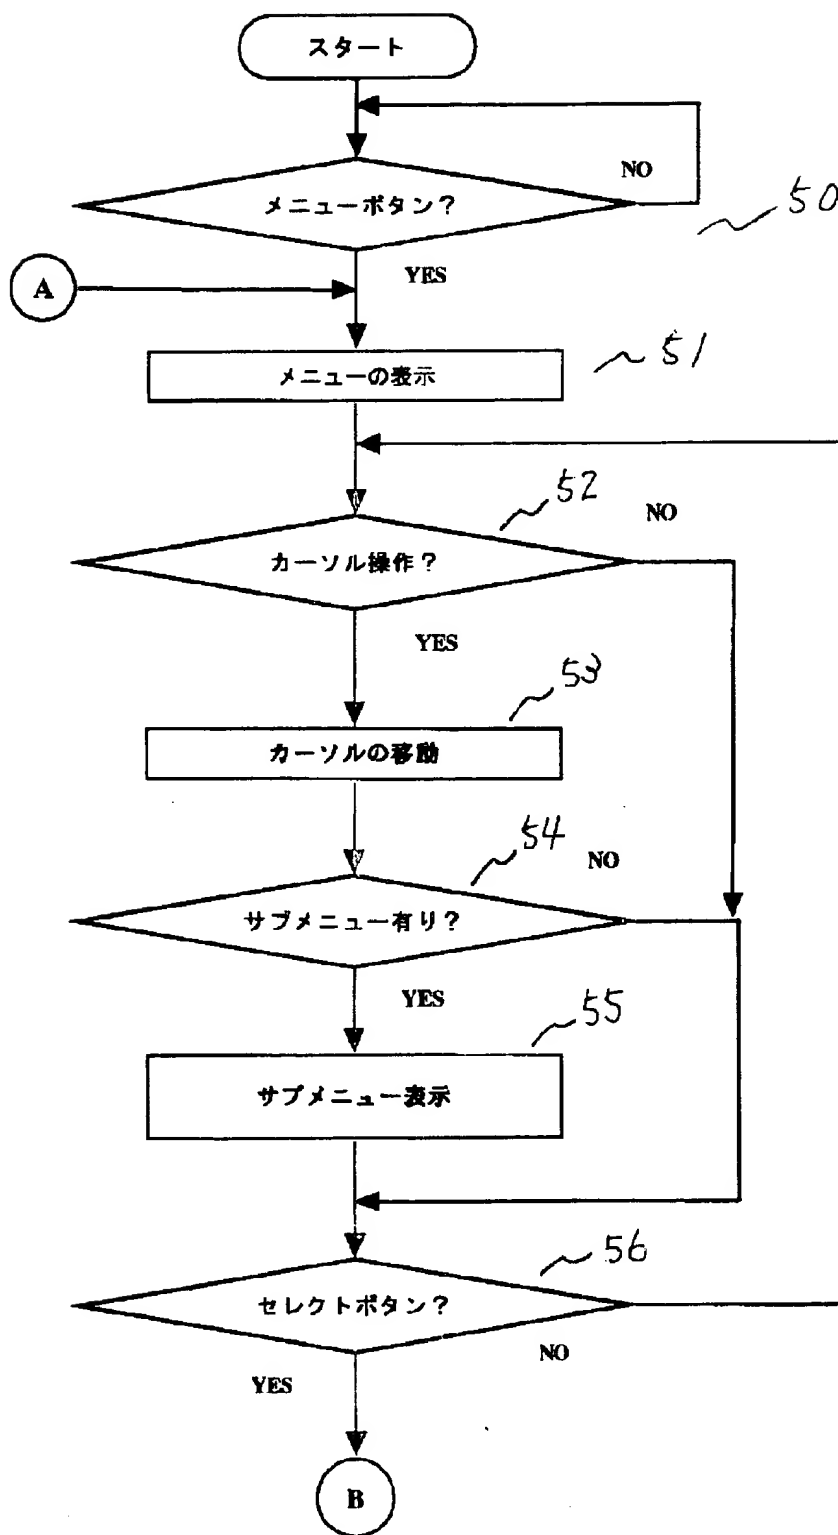 スタート
NO
メニューボタン?
50
A
YES
メニューの表示
51
52
NO
カーソル操作?
YES
53
カーソルの移動
54
NO
サブメニュー有り?
YES
55
サブメニュー表示
56
セレクトボタン?
NO
YES
B